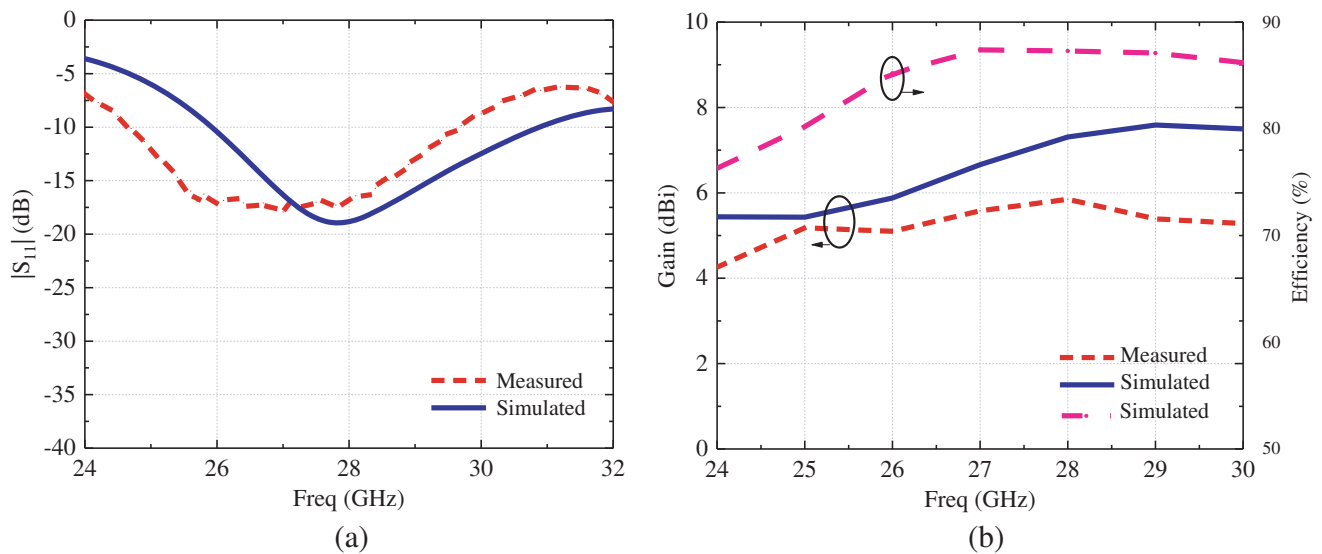 0
-5
-10
-15
-20
-25
-30
-35
-40
|S11| (dB)
Measured
Simulated
24 26 28 30 32
Freq (GHz)
(a)
10
8
6
4
2
0
Gain (dBi)
90
80
70
60
50
Efficiency (%)
Measured
Simulated
Simulated
24 25 26 27 28 29 30
Freq (GHz)
(b)